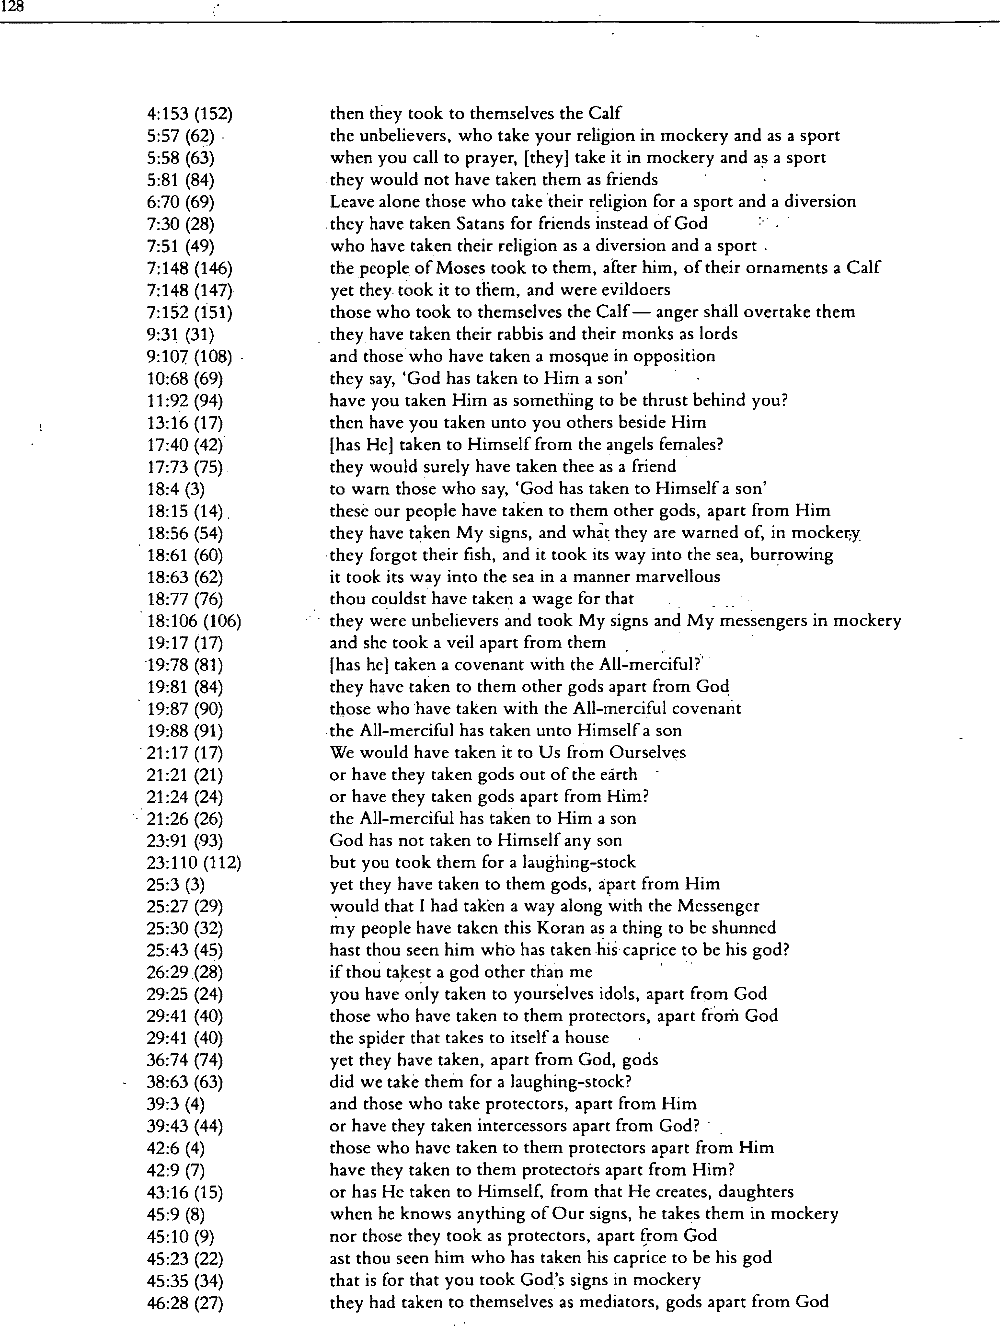 128
4:153 (152) then they took to themselves the Calf
5:57 (62) the unbelievers, who take your religion in mockery and as a sport
5:58 (63) when you call to prayer, [they] take it in mockery and as a sport
5:81 (84) they would not have taken them as friends
6:70 (69) Leave alone those who take their religion for a sport and a diversion
7:30 (28) they have taken Satans for friends instead of God
7:51 (49) who have taken their religion as a diversion and a sport
7:148 (146) the people of Moses took to them, after him, of their ornaments a Calf
7:148 (147) yet they took it to them, and were evildoers
7:152 (151) those who took to themselves the Calf— anger shall overtake them
9:31 (31) they have taken their rabbis and their monks as lords
9:107 (108) and those who have taken a mosque in opposition
10:68 (69) they say, 'God has taken to Him a son'
11:92 (94) have you taken Him as something to be thrust behind you?
13:16 (17) then have you taken unto you others beside Him
17:40 (42) [has He] taken to Himself from the angels females?
17:73 (75) they would surely have taken thee as a friend
18:4 (3) to warn those who say, 'God has taken to Himself a son'
18:15 (14) these our people have taken to them other gods, apart from Him
18:56 (54) they have taken My signs, and what they are warned of, in mockery
18:61 (60) they forgot their fish, and it took its way into the sea, burrowing
18:63 (62) it took its way into the sea in a manner marvellous
18:77 (76) thou couldst have taken a wage for that
18:106 (106) they were unbelievers and took My signs and My messengers in mockery
19:17 (17) and she took a veil apart from them
19:78 (81) [has he] taken a covenant with the All-merciful?
19:81 (84) they have taken to them other gods apart from God
19:87 (90) those who have taken with the All-merciful covenant
19:88 (91) the All-merciful has taken unto Himself a son
21:17 (17) We would have taken it to Us from Ourselves
21:21 (21) or have they taken gods out of the earth
21:24 (24) or have they taken gods apart from Him?
21:26 (26) the All-merciful has taken to Him a son
23:91 (93) God has not taken to Himself any son
23:110 (112) but you took them for a laughing-stock
25:3 (3) yet they have taken to them gods, apart from Him
25:27 (29) would that I had taken a way along with the Messenger
25:30 (32) my people have taken this Koran as a thing to be shunned
25:43 (45) hast thou seen him who has taken his caprice to be his god?
26:29 (28) if thou takest a god other than me
29:25 (24) you have only taken to yourselves idols, apart from God
29:41 (40) those who have taken to them protectors, apart from God
29:41 (40) the spider that takes to itself a house
36:74 (74) yet they have taken, apart from God, gods
38:63 (63) did we take them for a laughing-stock?
39:3 (4) and those who take protectors, apart from Him
39:43 (44) or have they taken intercessors apart from God?
42:6 (4) those who have taken to them protectors apart from Him
42:9 (7) have they taken to them protectors apart from Him?
43:16 (15) or has He taken to Himself, from that He creates, daughters
45:9 (8) when he knows anything of Our signs, he takes them in mockery
45:10 (9) nor those they took as protectors, apart from God
45:23 (22) ast thou seen him who has taken his caprice to be his god
45:35 (34) that is for that you took God's signs in mockery
46:28 (27) they had taken to themselves as mediators, gods apart from God